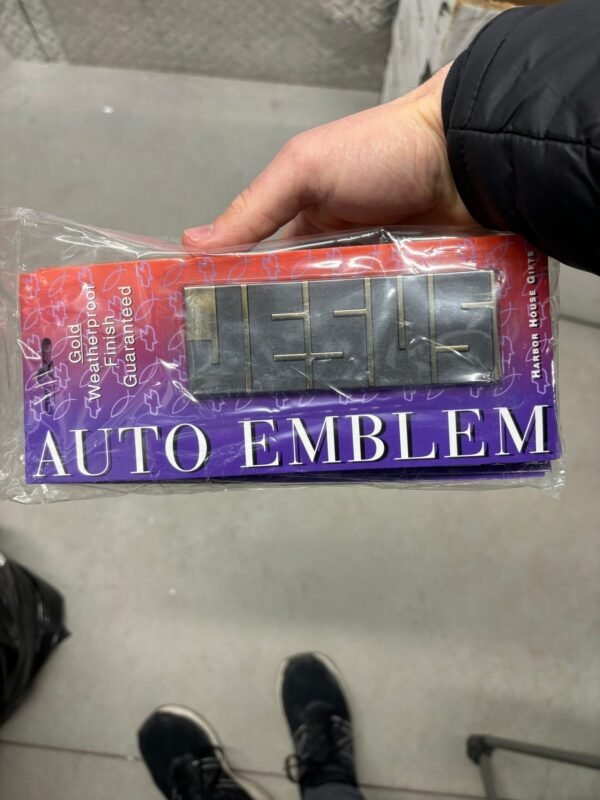 Gold
Weatherproof
Finish
Guaranteed
JESUS
HARBOR HOUSE GIFTS
AUTO EMBLEM